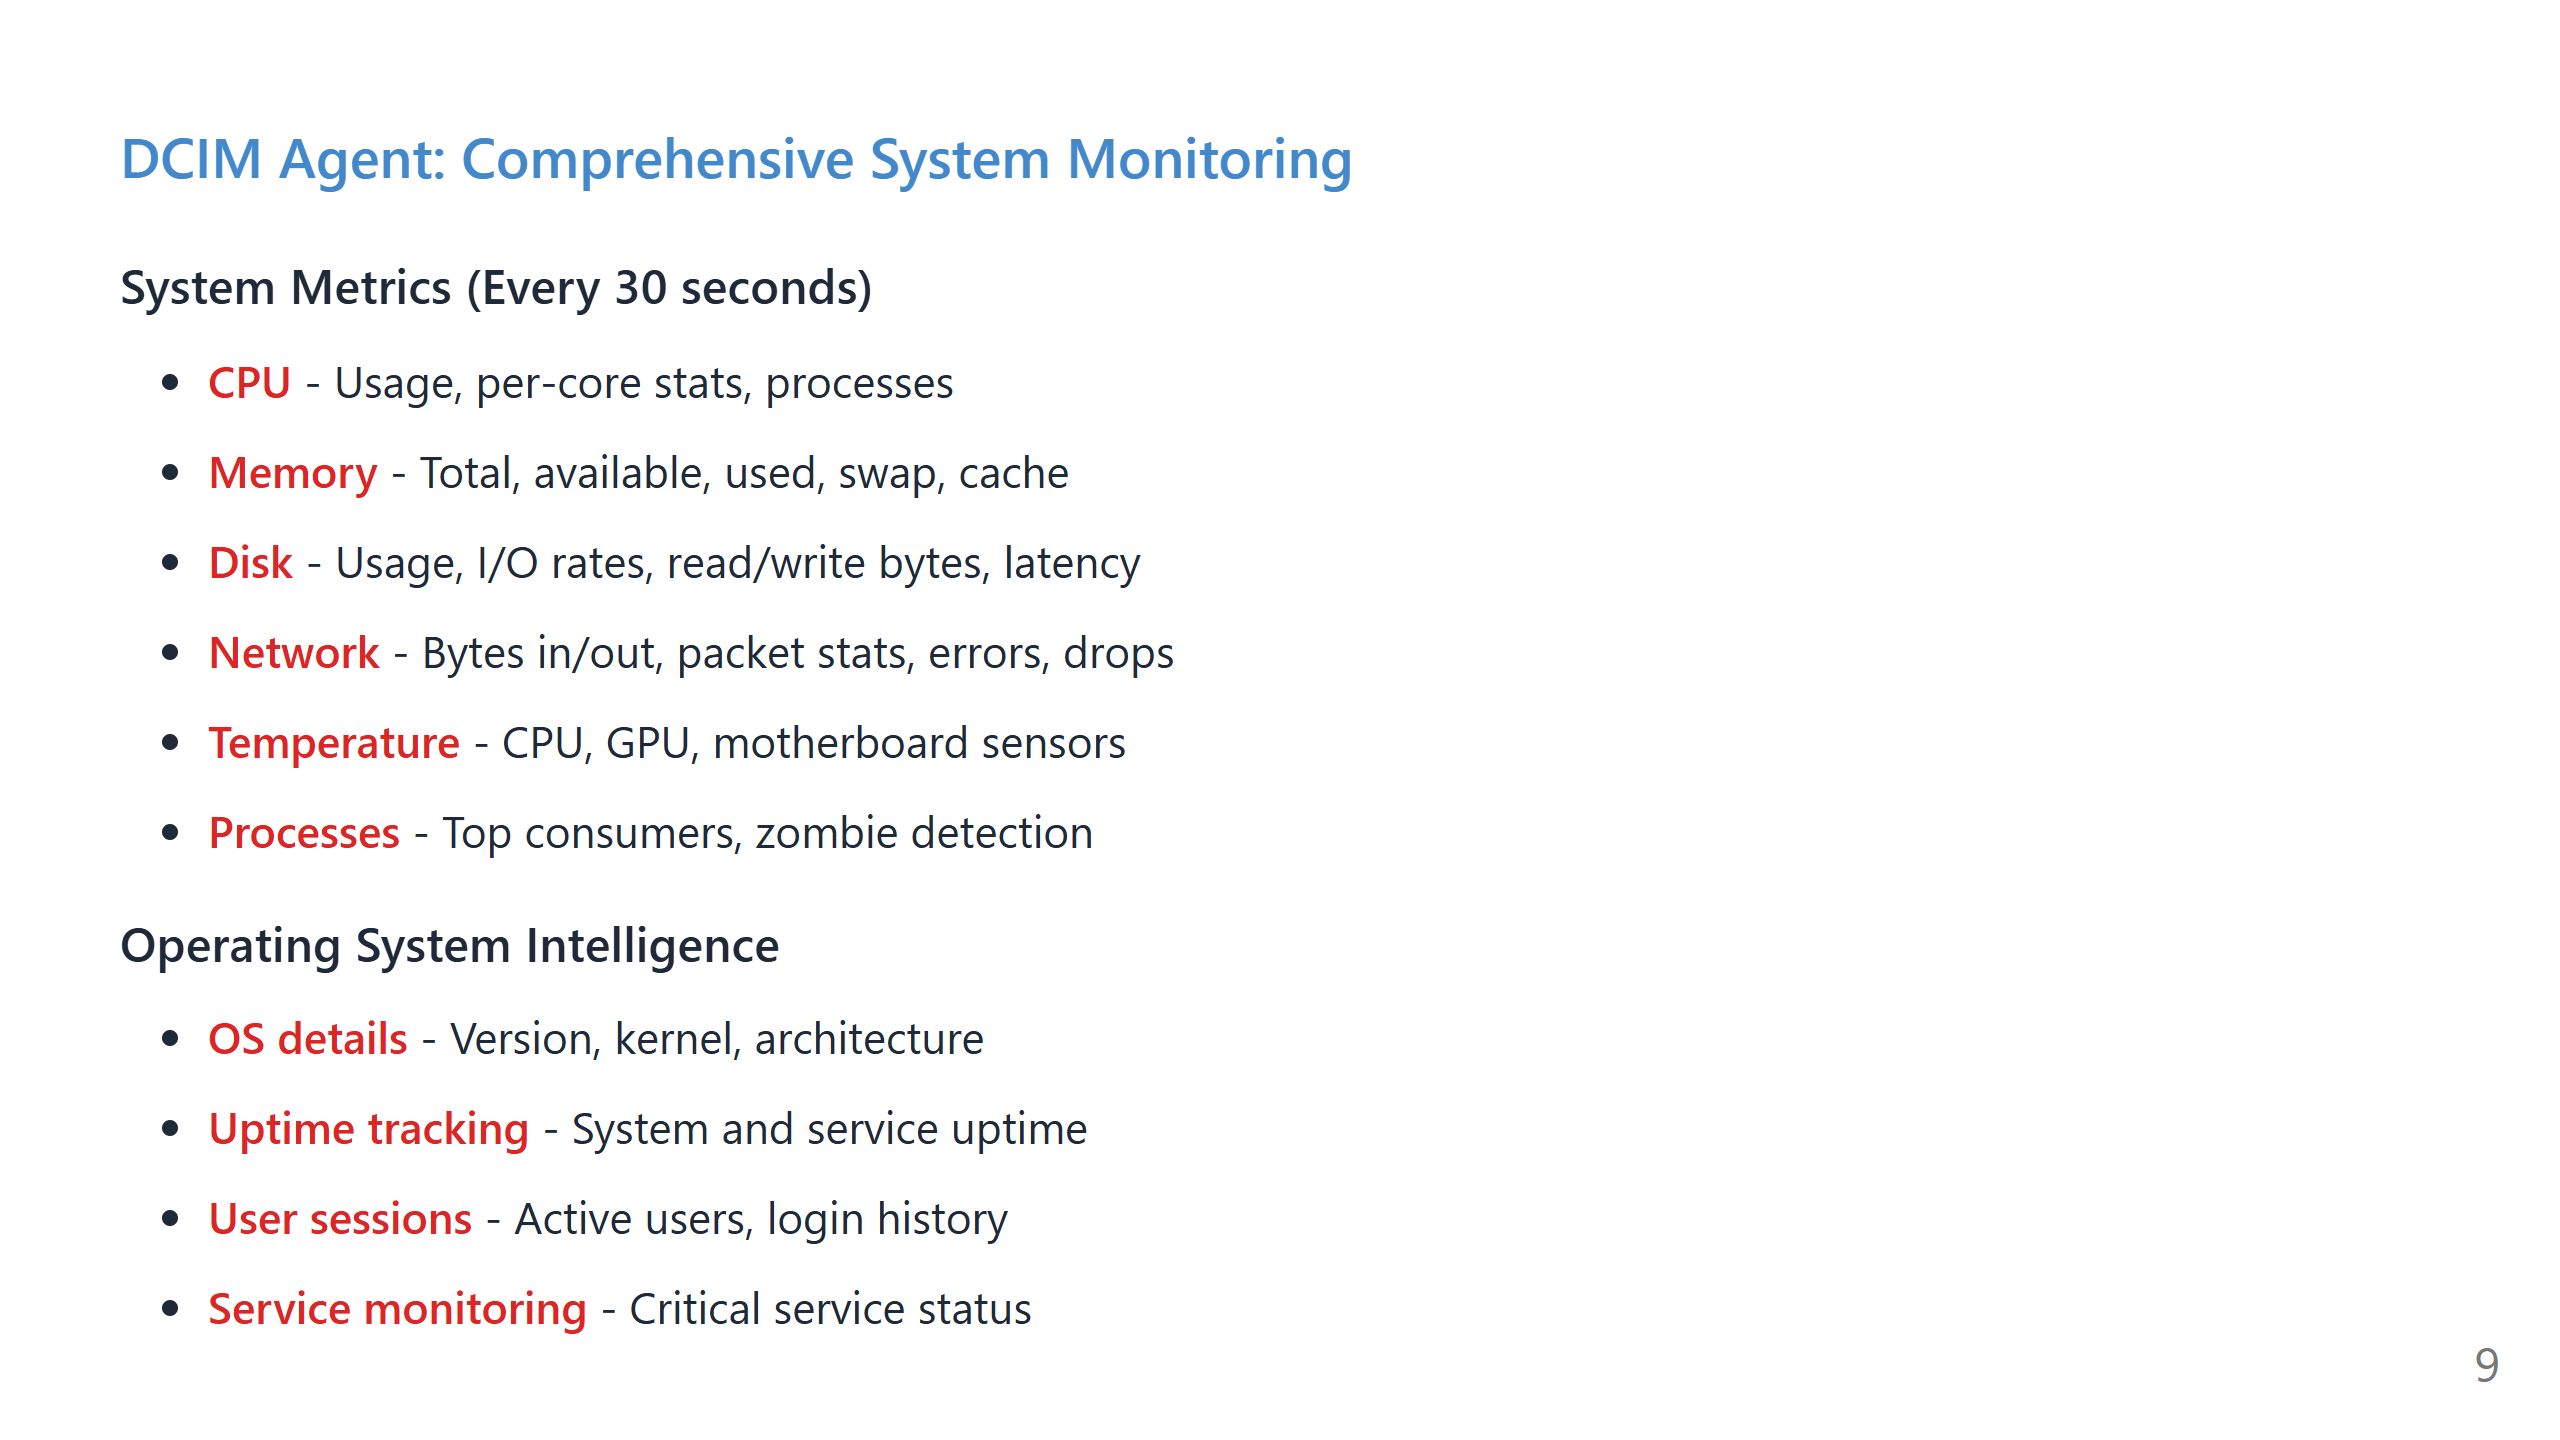 DCIM Agent: Comprehensive System Monitoring
System Metrics (Every 30 seconds)
• CPU - Usage, per-core stats, processes
• Memory - Total, available, used, swap, cache
• Disk - Usage, I/O rates, read/write bytes, latency
• Network - Bytes in/out, packet stats, errors, drops
• Temperature - CPU, GPU, motherboard sensors
• Processes - Top consumers, zombie detection
Operating System Intelligence
• OS details - Version, kernel, architecture
• Uptime tracking - System and service uptime
• User sessions - Active users, login history
• Service monitoring - Critical service status
9